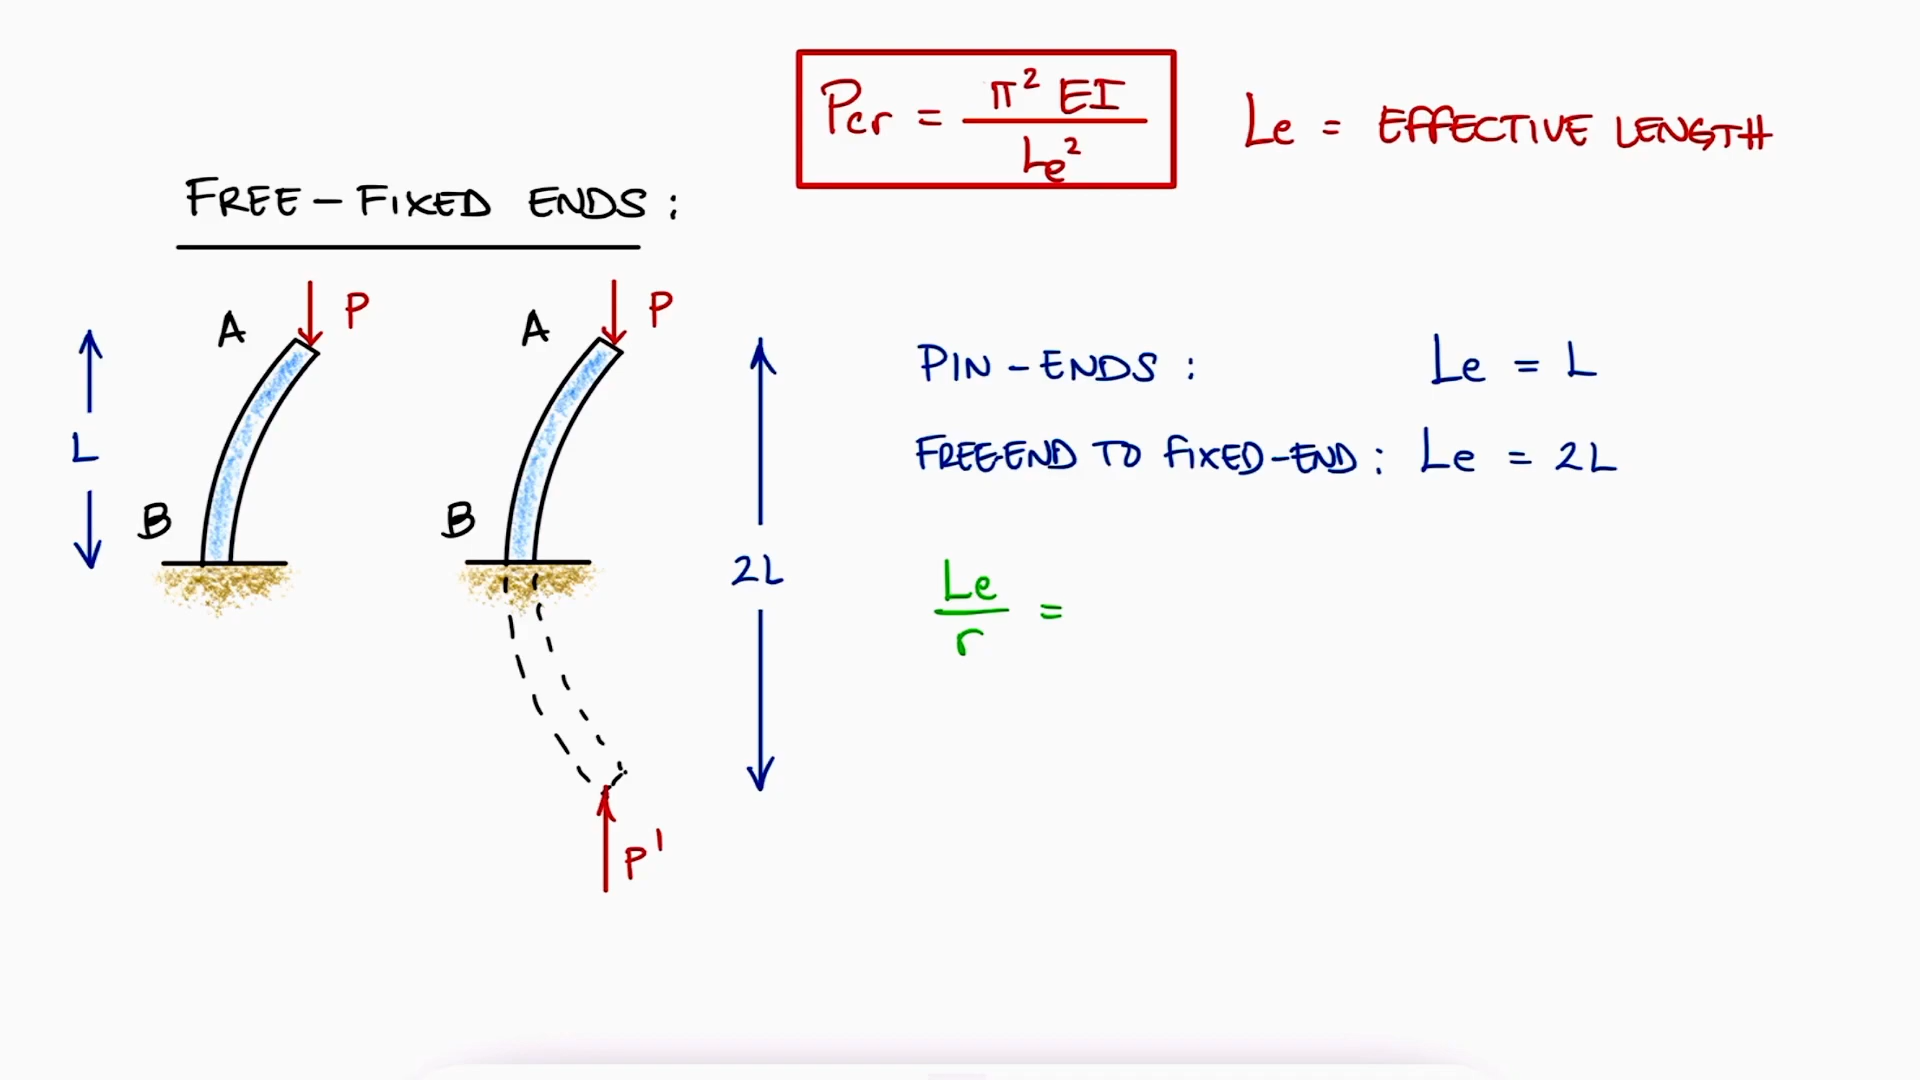 Pcr = π² EI / Le²
Le = EFFECTIVE LENGTH
FREE - FIXED ENDS :
P
A
L
B
P
A
B
2L
P'
PIN - ENDS : Le = L
FREE-END TO FIXED-END : Le = 2L
Le / r =